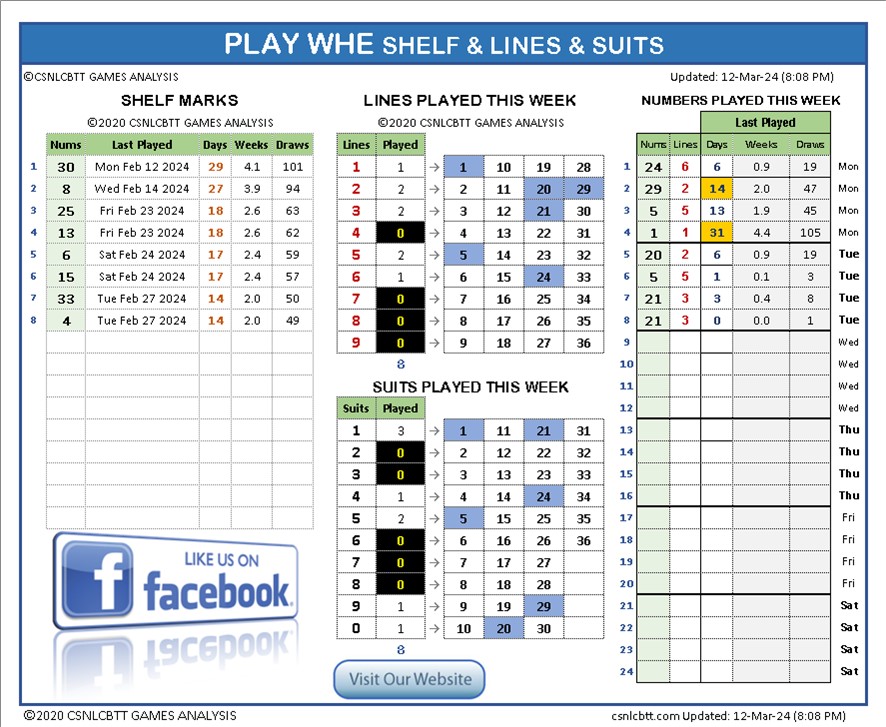 PLAY WHE SHELF & LINES & SUITS
©CSNLCBTT GAMES ANALYSIS
Updated: 12-Mar-24 (8:08 PM)
SHELF MARKS
©2020 CSNLCBTT GAMES ANALYSIS
Nums Last Played Days Weeks Draws
1 30 Mon Feb 12 2024 29 4.1 101
2 8 Wed Feb 14 2024 27 3.9 94
3 25 Fri Feb 23 2024 18 2.6 63
4 13 Fri Feb 23 2024 18 2.6 62
5 6 Sat Feb 24 2024 17 2.4 59
6 15 Sat Feb 24 2024 17 2.4 57
7 33 Tue Feb 27 2024 14 2.0 50
8 4 Tue Feb 27 2024 14 2.0 49
LIKE US ON
facebook
LINES PLAYED THIS WEEK
©2020 CSNLCBTT GAMES ANALYSIS
Lines Played
1 1 → 1 10 19 28
2 2 → 2 11 20 29
3 2 → 3 12 21 30
4 0 → 4 13 22 31
5 2 → 5 14 23 32
6 1 → 6 15 24 33
7 0 → 7 16 25 34
8 0 → 8 17 26 35
9 0 → 9 18 27 36
8
SUITS PLAYED THIS WEEK
Suits Played
1 3 → 1 11 21 31
2 0 → 2 12 22 32
3 0 → 3 13 23 33
4 1 → 4 14 24 34
5 2 → 5 15 25 35
6 0 → 6 16 26 36
7 0 → 7 17 27
8 0 → 8 18 28
9 1 → 9 19 29
0 1 → 10 20 30
8
Visit Our Website
NUMBERS PLAYED THIS WEEK
Last Played
Nums Lines Days Weeks Draws
1 24 6 6 0.9 19 Mon
2 29 2 14 2.0 47 Mon
3 5 5 13 1.9 45 Mon
4 1 1 31 4.4 105 Mon
5 20 2 6 0.9 19 Tue
6 5 5 1 0.1 3 Tue
7 21 3 3 0.4 8 Tue
8 21 3 0 0.0 1 Tue
9 Wed
10 Wed
11 Wed
12 Wed
13 Thu
14 Thu
15 Thu
16 Thu
17 Fri
18 Fri
19 Fri
20 Fri
21 Sat
22 Sat
23 Sat
24 Sat
©2020 CSNLCBTT GAMES ANALYSIS
csnlcbtt.com Updated: 12-Mar-24 (8:08 PM)